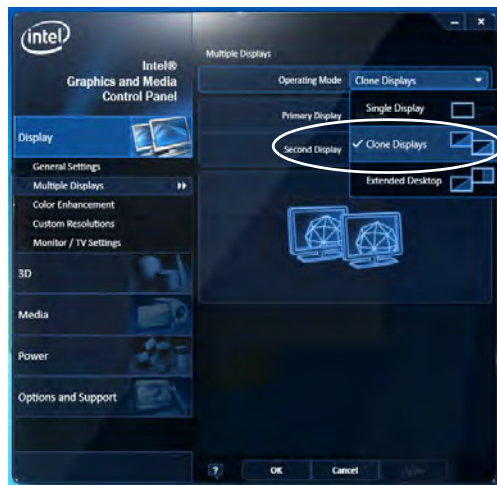 intel
Intel®
Graphics and Media
Control Panel
Display
General Settings
Multiple Displays
Color Enhancement
Custom Resolutions
Monitor / TV Settings
3D
Media
Power
Options and Support
Multiple Displays
Operating Mode Clone Displays
Primary Display Single Display
Second Display ✓ Clone Displays
Extended Desktop
? OK Cancel